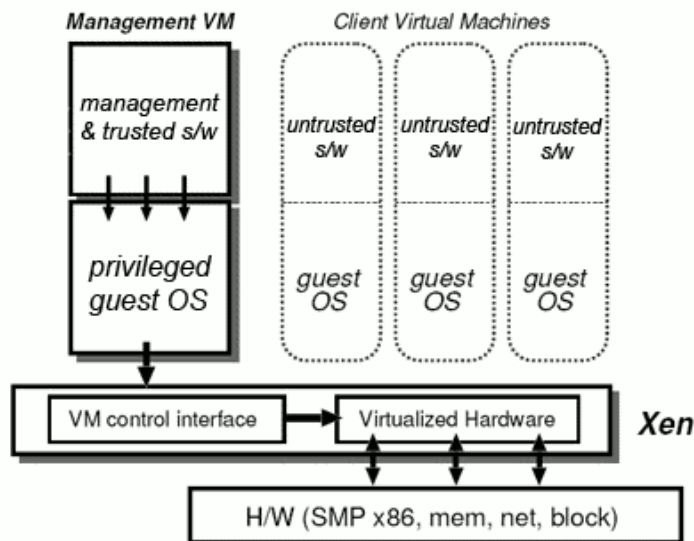 Management VM
Client Virtual Machines
management
& trusted s/w
untrusted
s/w
untrusted
s/w
untrusted
s/w
privileged
guest OS
guest
OS
guest
OS
guest
OS
VM control interface
Virtualized Hardware
Xen
H/W (SMP x86, mem, net, block)